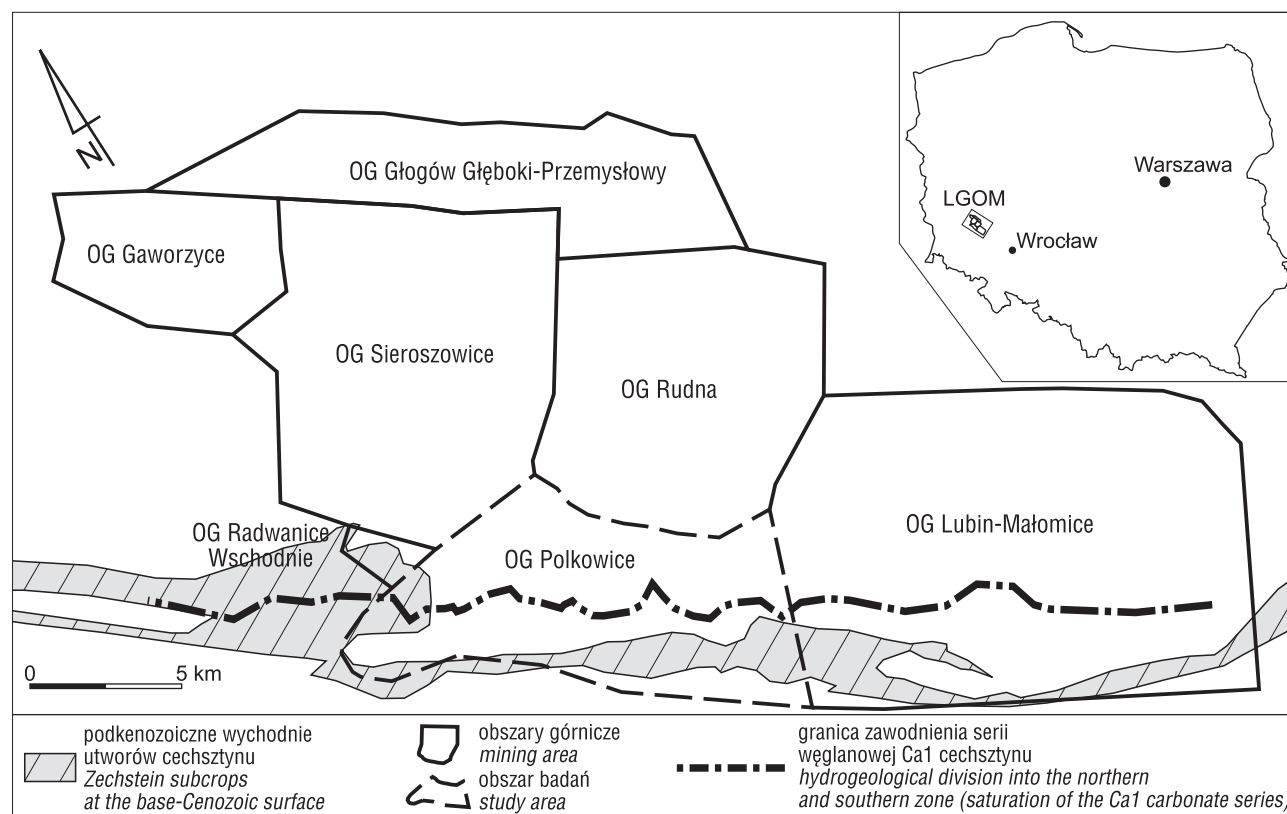 N
OG Głogów Głęboki-Przemysłowy
OG Gaworzyce
OG Sieroszowice
OG Rudna
OG Radwanice
Wschodnie
OG Polkowice
OG Lubin-Małomice
Warszawa
LGOM
Wrocław
0 5 km
podkenozoiczne wychodnie
utworów cechsztynu
Zechstein subcrops
at the base-Cenozoic surface
obszary górnicze
mining area
obszar badań
study area
granica zawodnienia serii
węglanowej Ca1 cechsztynu
hydrogeological division into the northern
and southern zone (saturation of the Ca1 carbonate series)